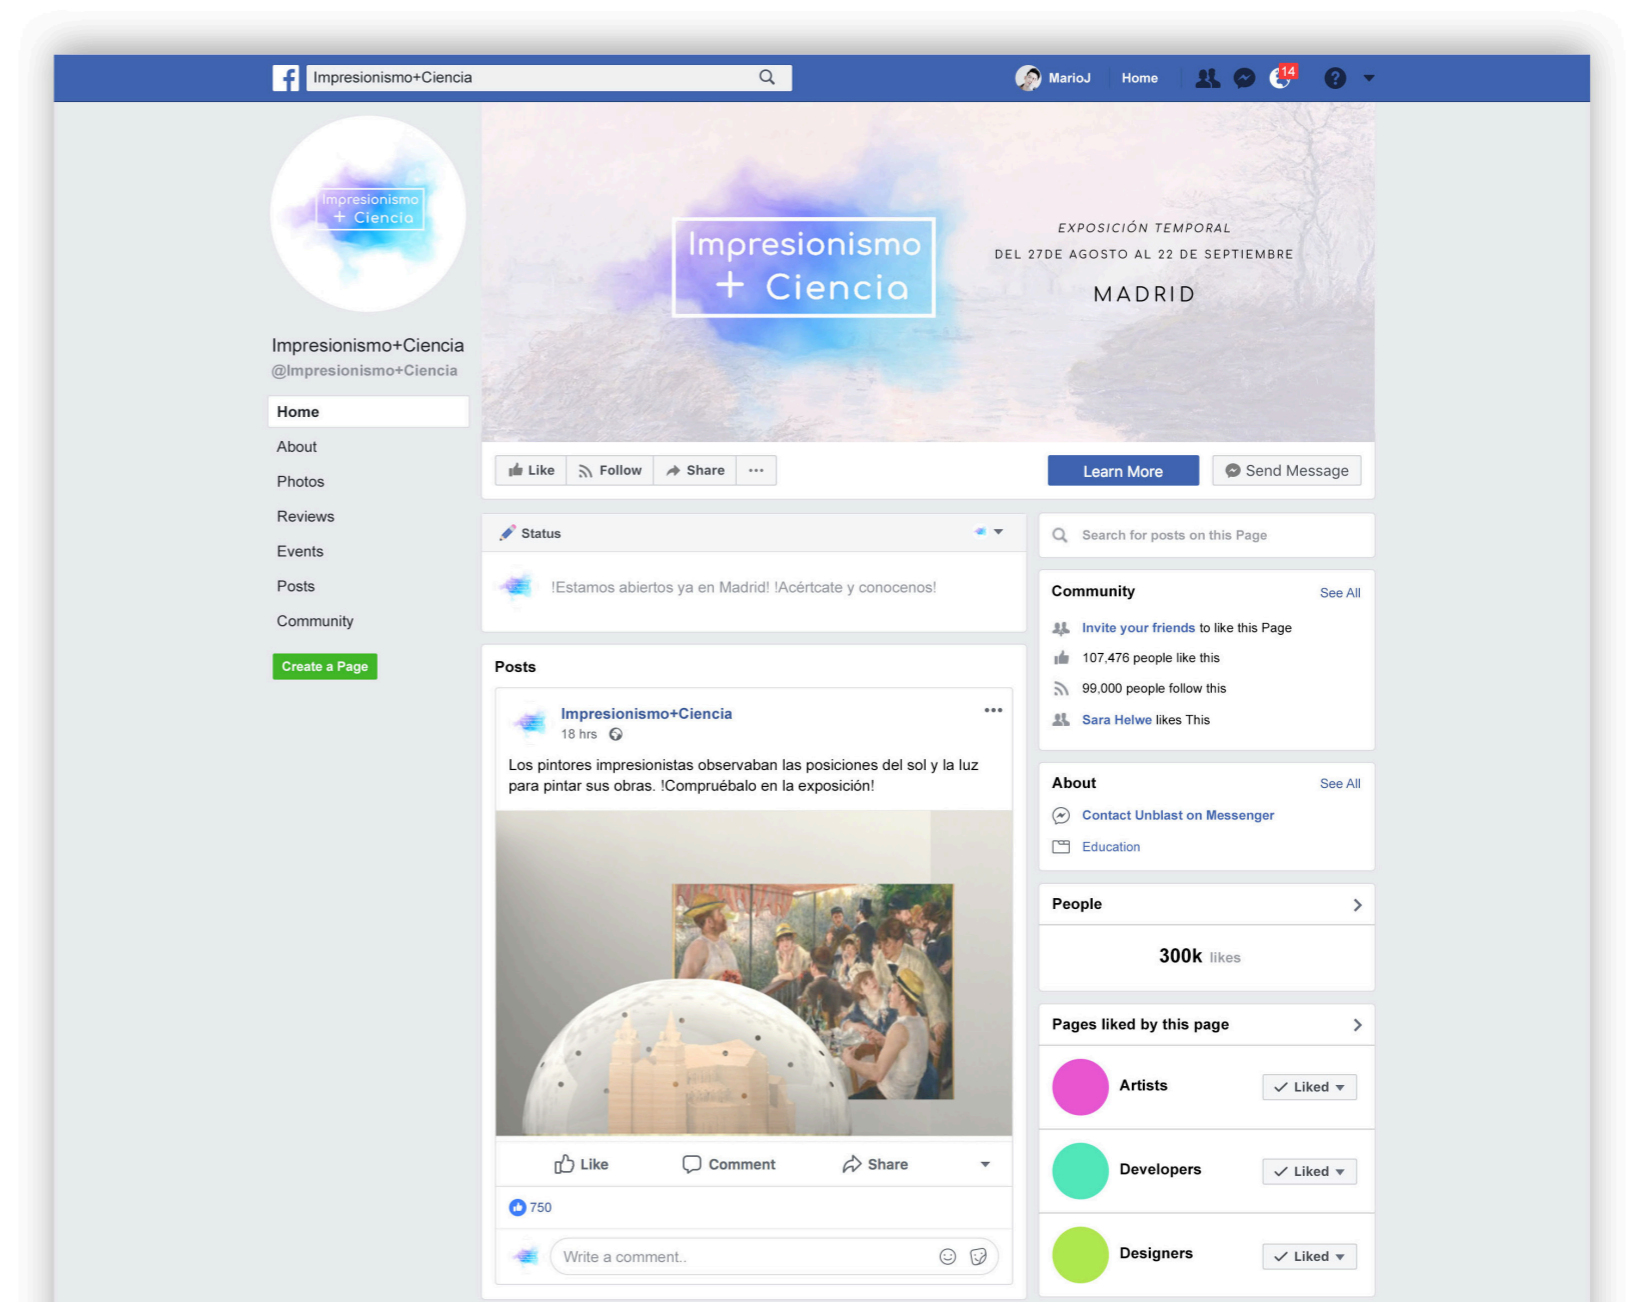 Impresionismo+Ciencia
MarioJ
Home
14
?
Impresionismo
+ Ciencia
Impresionismo
+ Ciencia
EXPOSICIÓN TEMPORAL
DEL 27DE AGOSTO AL 22 DE SEPTIEMBRE
MADRID
Impresionismo+Ciencia
@Impresionismo+Ciencia
Home
About
Photos
Reviews
Events
Posts
Community
Create a Page
Like
Follow
Share
Learn More
Send Message
Status
!Estamos abiertos ya en Madrid! !Acértcate y conocenos!
Posts
Impresionismo+Ciencia
18 hrs
Los pintores impresionistas observaban las posiciones del sol y la luz
para pintar sus obras. !Compruébalo en la exposición!
Like
Comment
Share
750
Write a comment..
Search for posts on this Page
Community
See All
Invite your friends to like this Page
107,476 people like this
99,000 people follow this
Sara Helwe likes This
About
See All
Contact Unblast on Messenger
Education
People
300k likes
Pages liked by this page
Artists
Liked
Developers
Liked
Designers
Liked